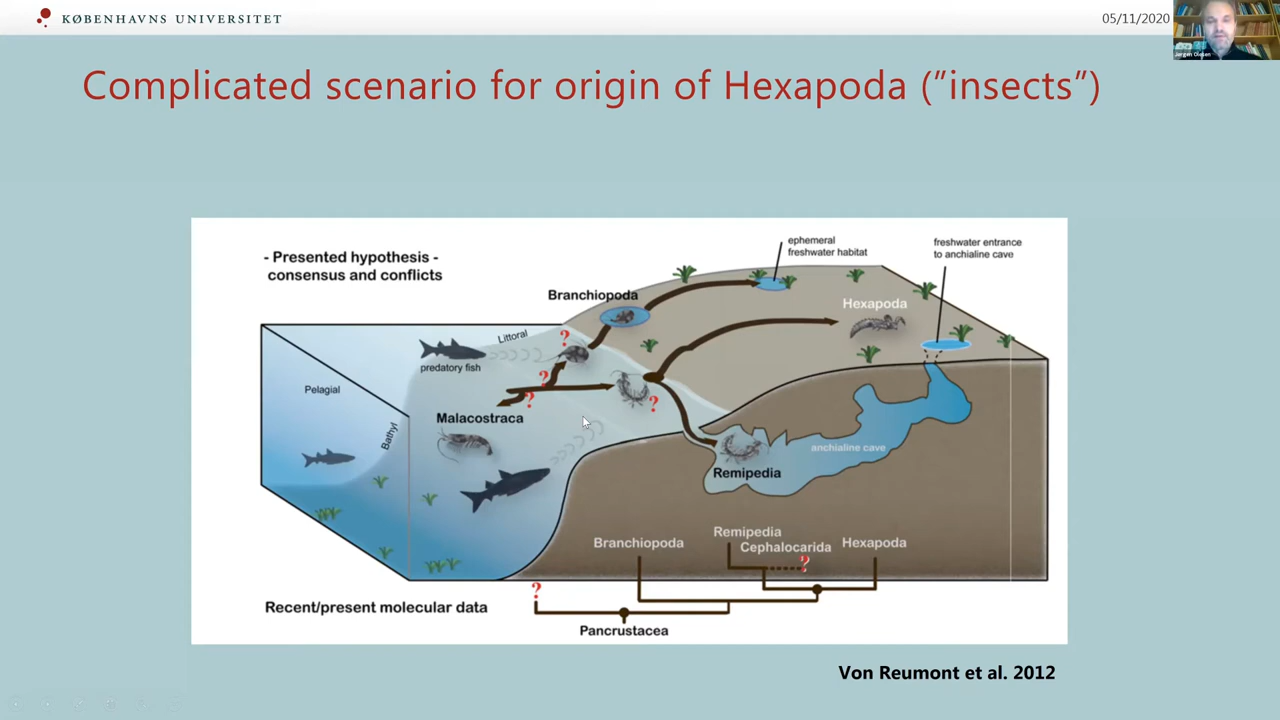 KØBENHAVNS UNIVERSITET
05/11/2020
Jørgen Olesen
Complicated scenario for origin of Hexapoda (”insects”)
- Presented hypothesis -
consensus and conflicts
ephemeral
freshwater habitat
freshwater entrance
to anchialine cave
Branchiopoda
Hexapoda
Littoral
?
predatory fish
?
Pelagial
?
?
Malacostraca
Bathyl
anchialine cave
Remipedia
Remipedia
Branchiopoda
Cephalocarida
Hexapoda
?
?
Recent/present molecular data
Pancrustacea
Von Reumont et al. 2012